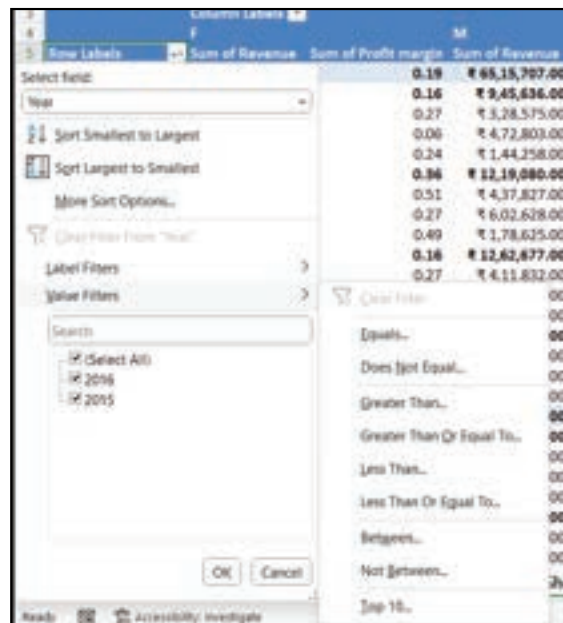 3 Column Labels
4 F M
5 Row Labels Sum of Revenue Sum of Profit margin Sum of Revenue
Select field:
Year
Sort Smallest to Largest
Sort Largest to Smallest
More Sort Options...
Clear Filter From "Year"
Label Filters
Value Filters
Search
(Select All)
2016
2015
OK Cancel
0.19 ₹ 65,15,707.00
0.16 ₹ 9,45,636.00
0.27 ₹ 3,28,575.00
0.06 ₹ 4,72,803.00
0.24 ₹ 1,44,258.00
0.36 ₹ 12,19,080.00
0.51 ₹ 4,37,827.00
0.27 ₹ 6,02,628.00
0.49 ₹ 1,78,625.00
0.16 ₹ 12,62,677.00
0.27 ₹ 4,11,832.00
Clear Filter
Equals...
Does Not Equal...
Greater Than...
Greater Than Or Equal To...
Less Than...
Less Than Or Equal To...
Between...
Not Between...
Top 10...
Ready Accessibility: Investigate